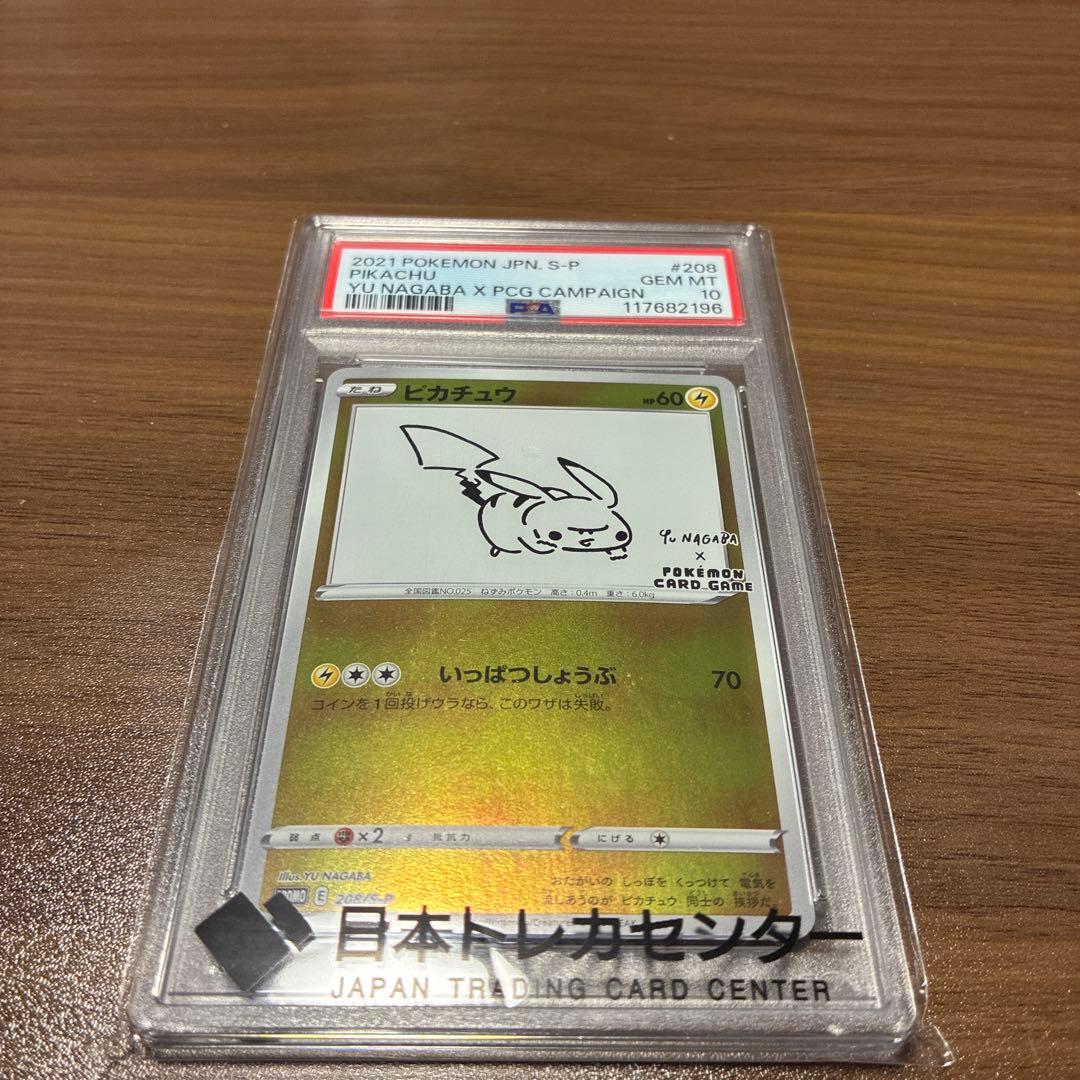 2021 POKEMON JPN. S-P #208
PIKACHU GEM MT
YU NAGABA X PCG CAMPAIGN 10
PSA 117682196
たね ピカチュウ HP60
Yu NAGABA
×
POKÉMON
CARD GAME
全国図鑑NO.025 ねずみポケモン 高さ:0.4m 重さ:6.0kg
いっぱつしょうぶ 70
コインを1回投げウラなら、このワザは失敗。
弱点 ×2 抵抗力 にげる
Illus. YU NAGABA
PROMO E 208/S-P
おたがいの しっぽを くっつけて 電気を
流しあうのが ピカチュウ 同士の 挨拶だ。
日本トレカセンター
JAPAN TRADING CARD CENTER